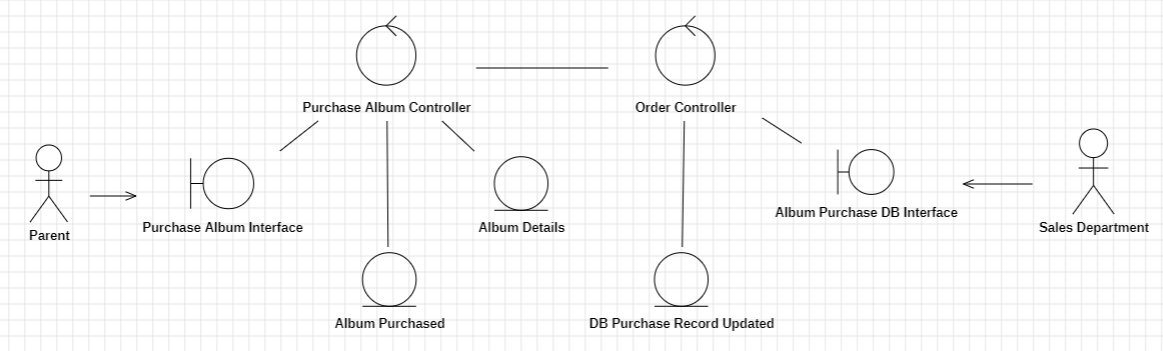 Purchase Album Controller
Order Controller
Parent
Purchase Album Interface
Album Details
Album Purchase DB Interface
Sales Department
Album Purchased
DB Purchase Record Updated